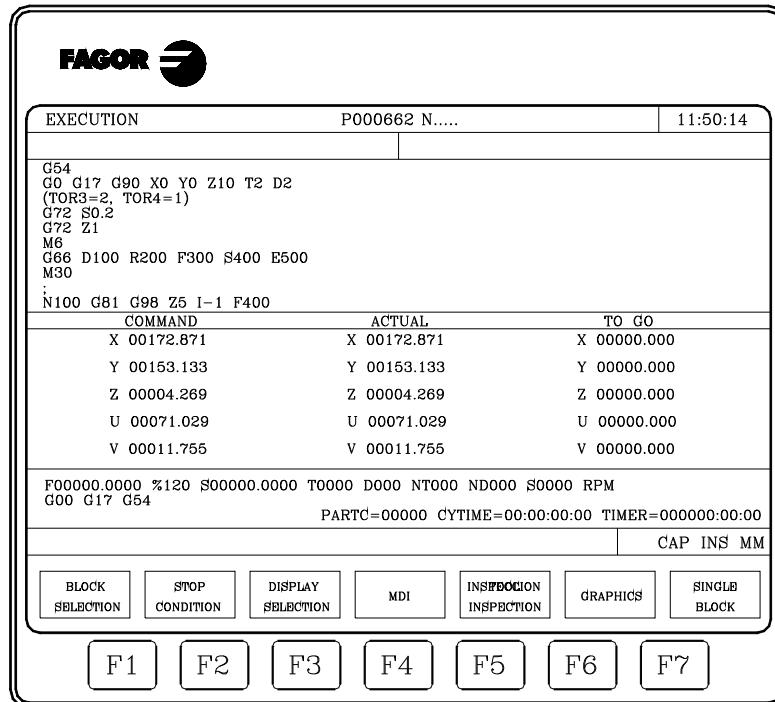 FAGOR
EXECUTION P000662 N..... 11:50:14
G54
G0 G17 G90 X0 Y0 Z10 T2 D2
(TOR3=2, TOR4=1)
G72 S0.2
G72 Z1
M6
G66 D100 R200 F300 S400 E500
M30
;
N100 G81 G98 Z5 I-1 F400
COMMAND ACTUAL TO GO
X 00172.871 X 00172.871 X 00000.000
Y 00153.133 Y 00153.133 Y 00000.000
Z 00004.269 Z 00004.269 Z 00000.000
U 00071.029 U 00071.029 U 00000.000
V 00011.755 V 00011.755 V 00000.000
F00000.0000 %120 S00000.0000 T0000 D000 NT000 ND000 S0000 RPM
G00 G17 G54
PARTC=00000 CYTIME=00:00:00:00 TIMER=000000:00:00
CAP INS MM
BLOCK SELECTION
STOP CONDITION
DISPLAY SELECTION
MDI
INSPECTION
GRAPHICS
SINGLE BLOCK
F1 F2 F3 F4 F5 F6 F7